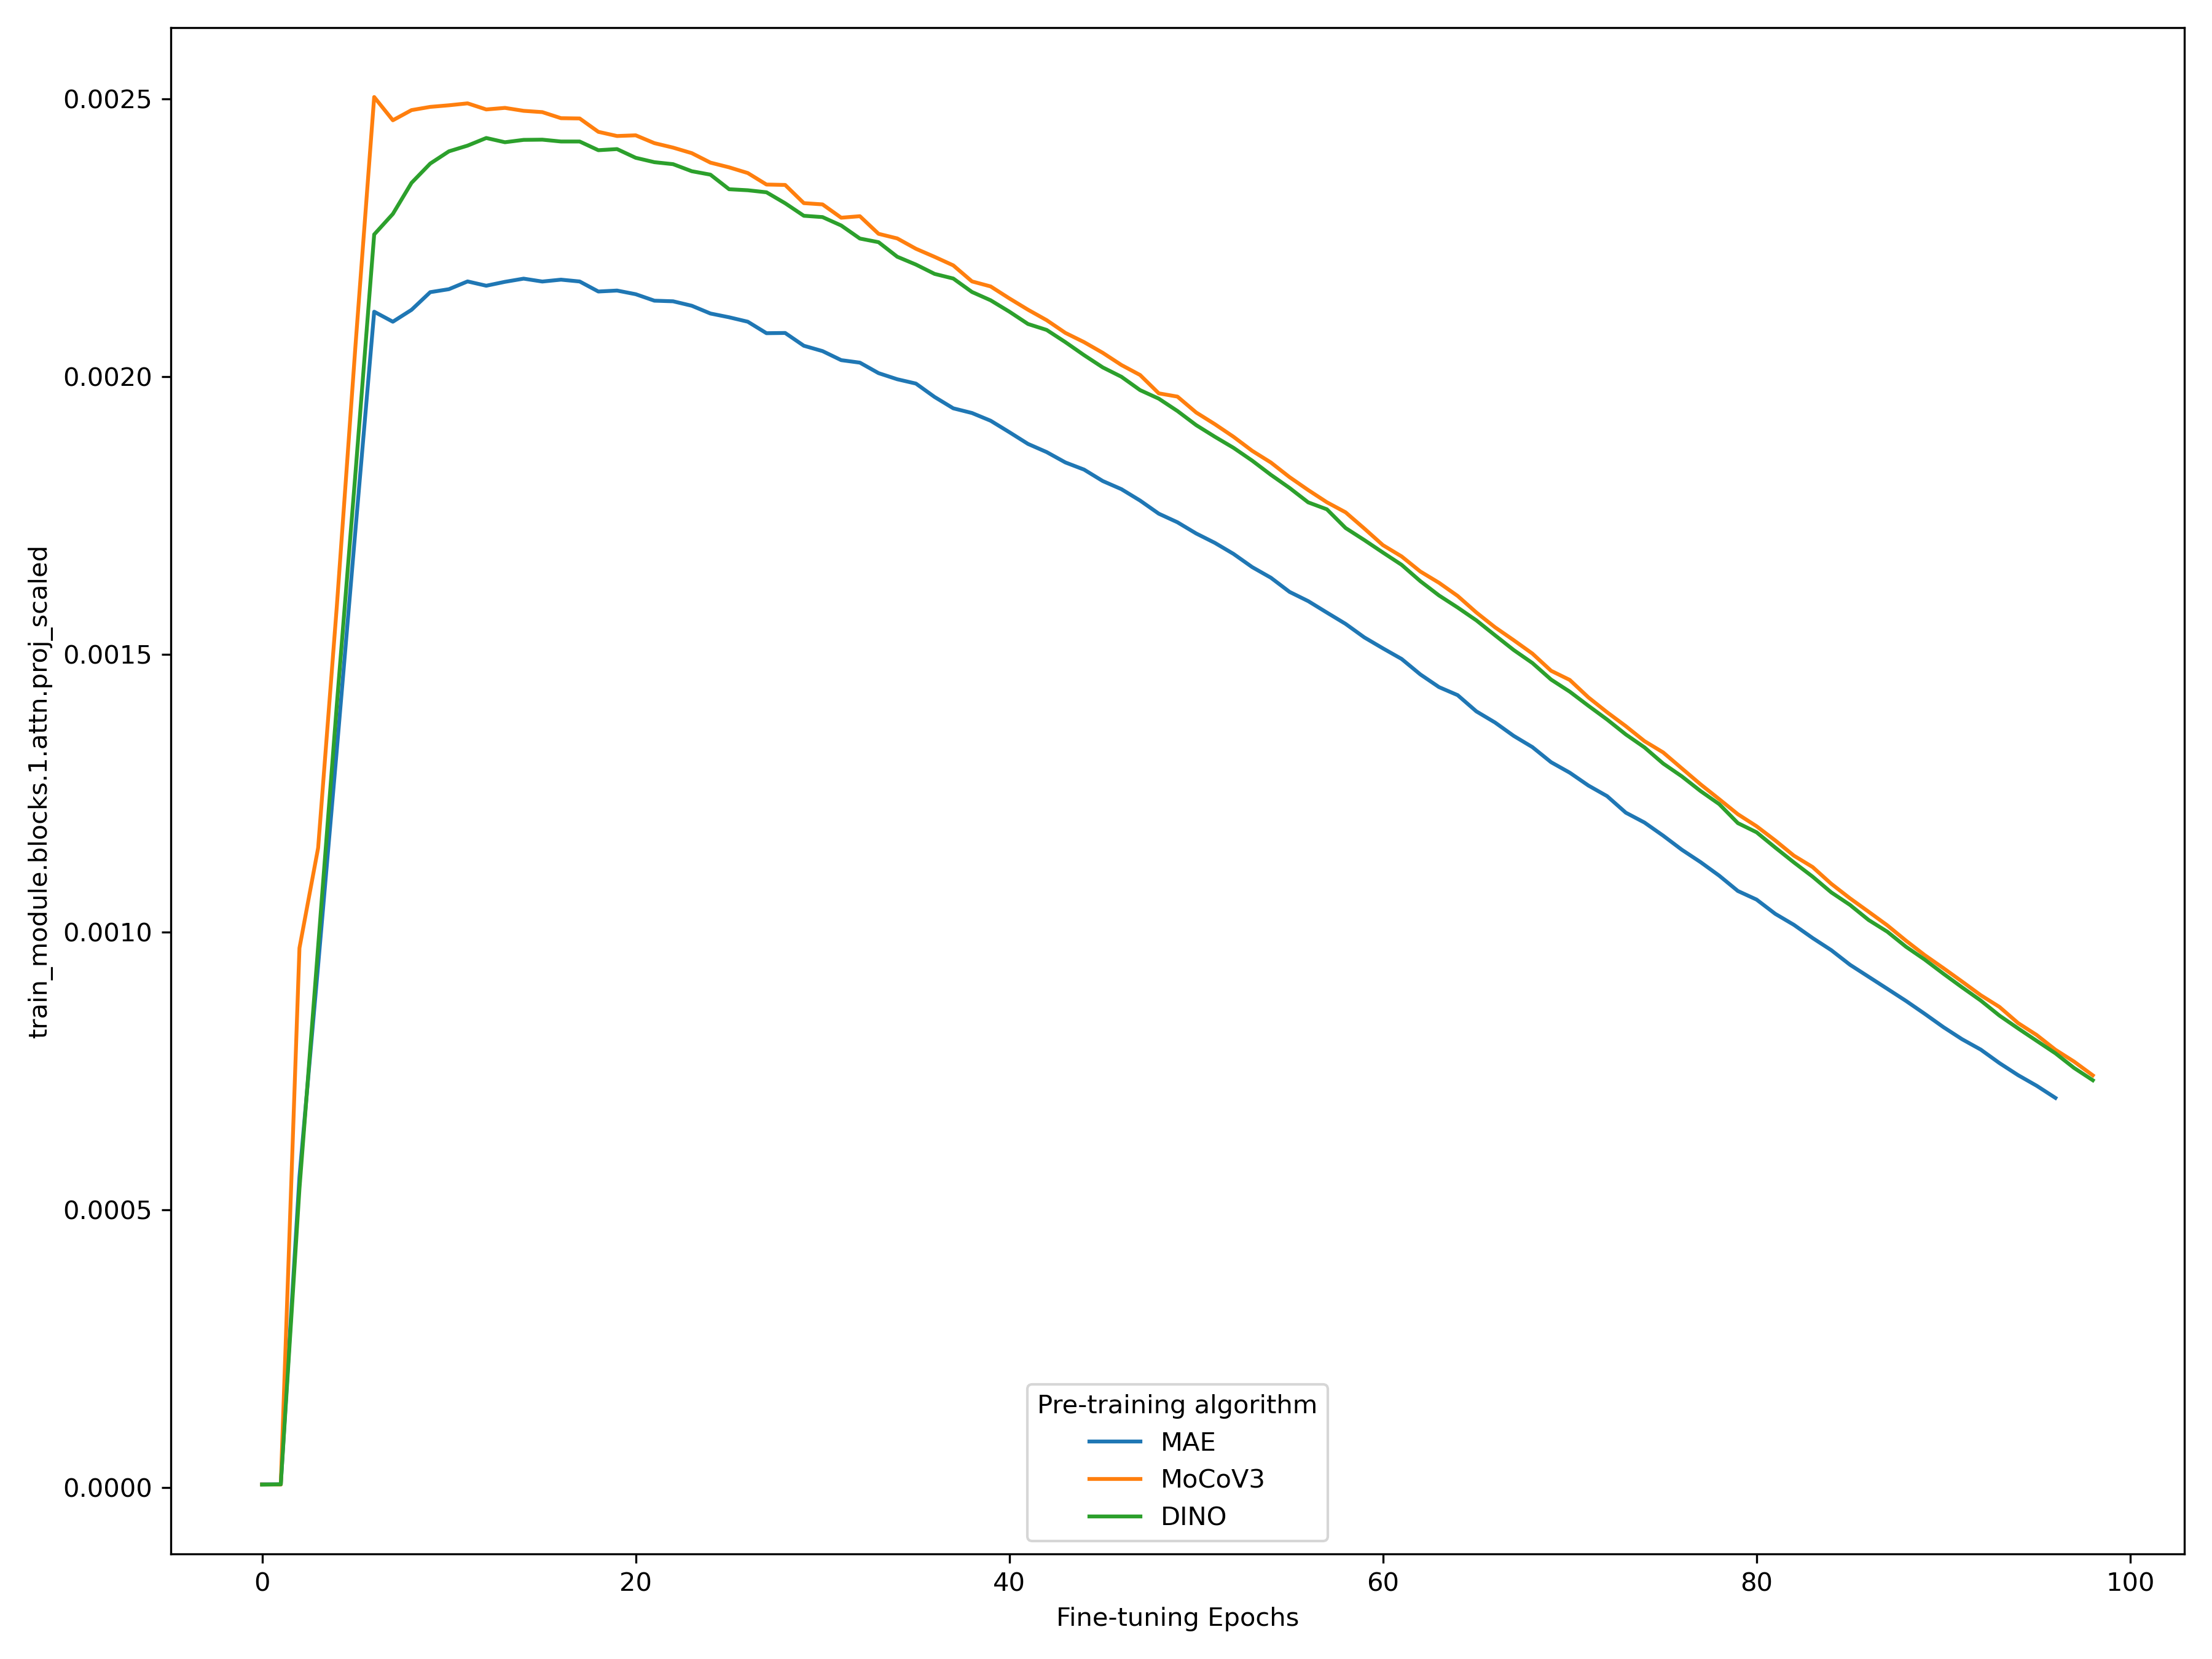 0.0025
0.0020
0.0015
0.0010
0.0005
0.0000
train_module.blocks.1.attn.proj_scaled
0 20 40 60 80 100
Fine-tuning Epochs
Pre-training algorithm
MAE
MoCoV3
DINO